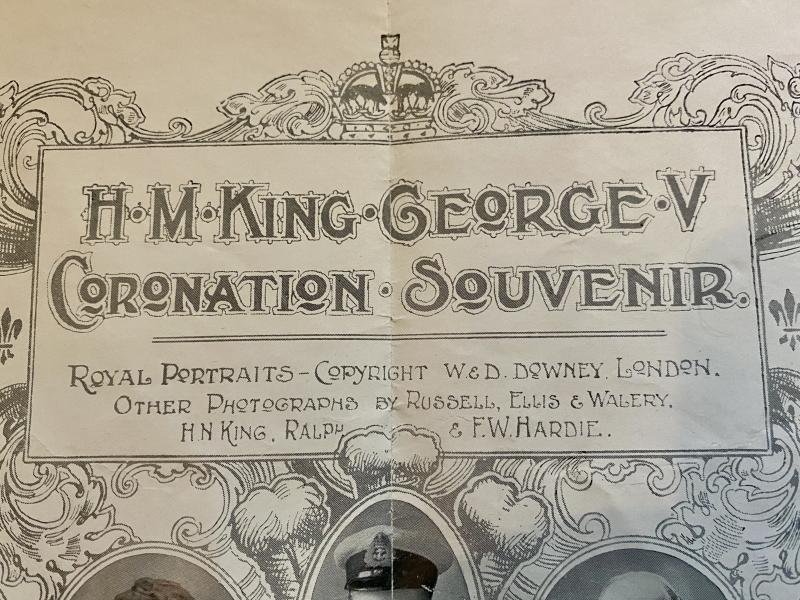 H·M·KING·GEORGE·V
CORONATION·SOUVENIR.
ROYAL PORTRAITS – COPYRIGHT W. & D. DOWNEY, LONDON.
OTHER PHOTOGRAPHS BY RUSSELL, ELLIS & WALERY,
H.N KING, RALPH & F.W. HARDIE.